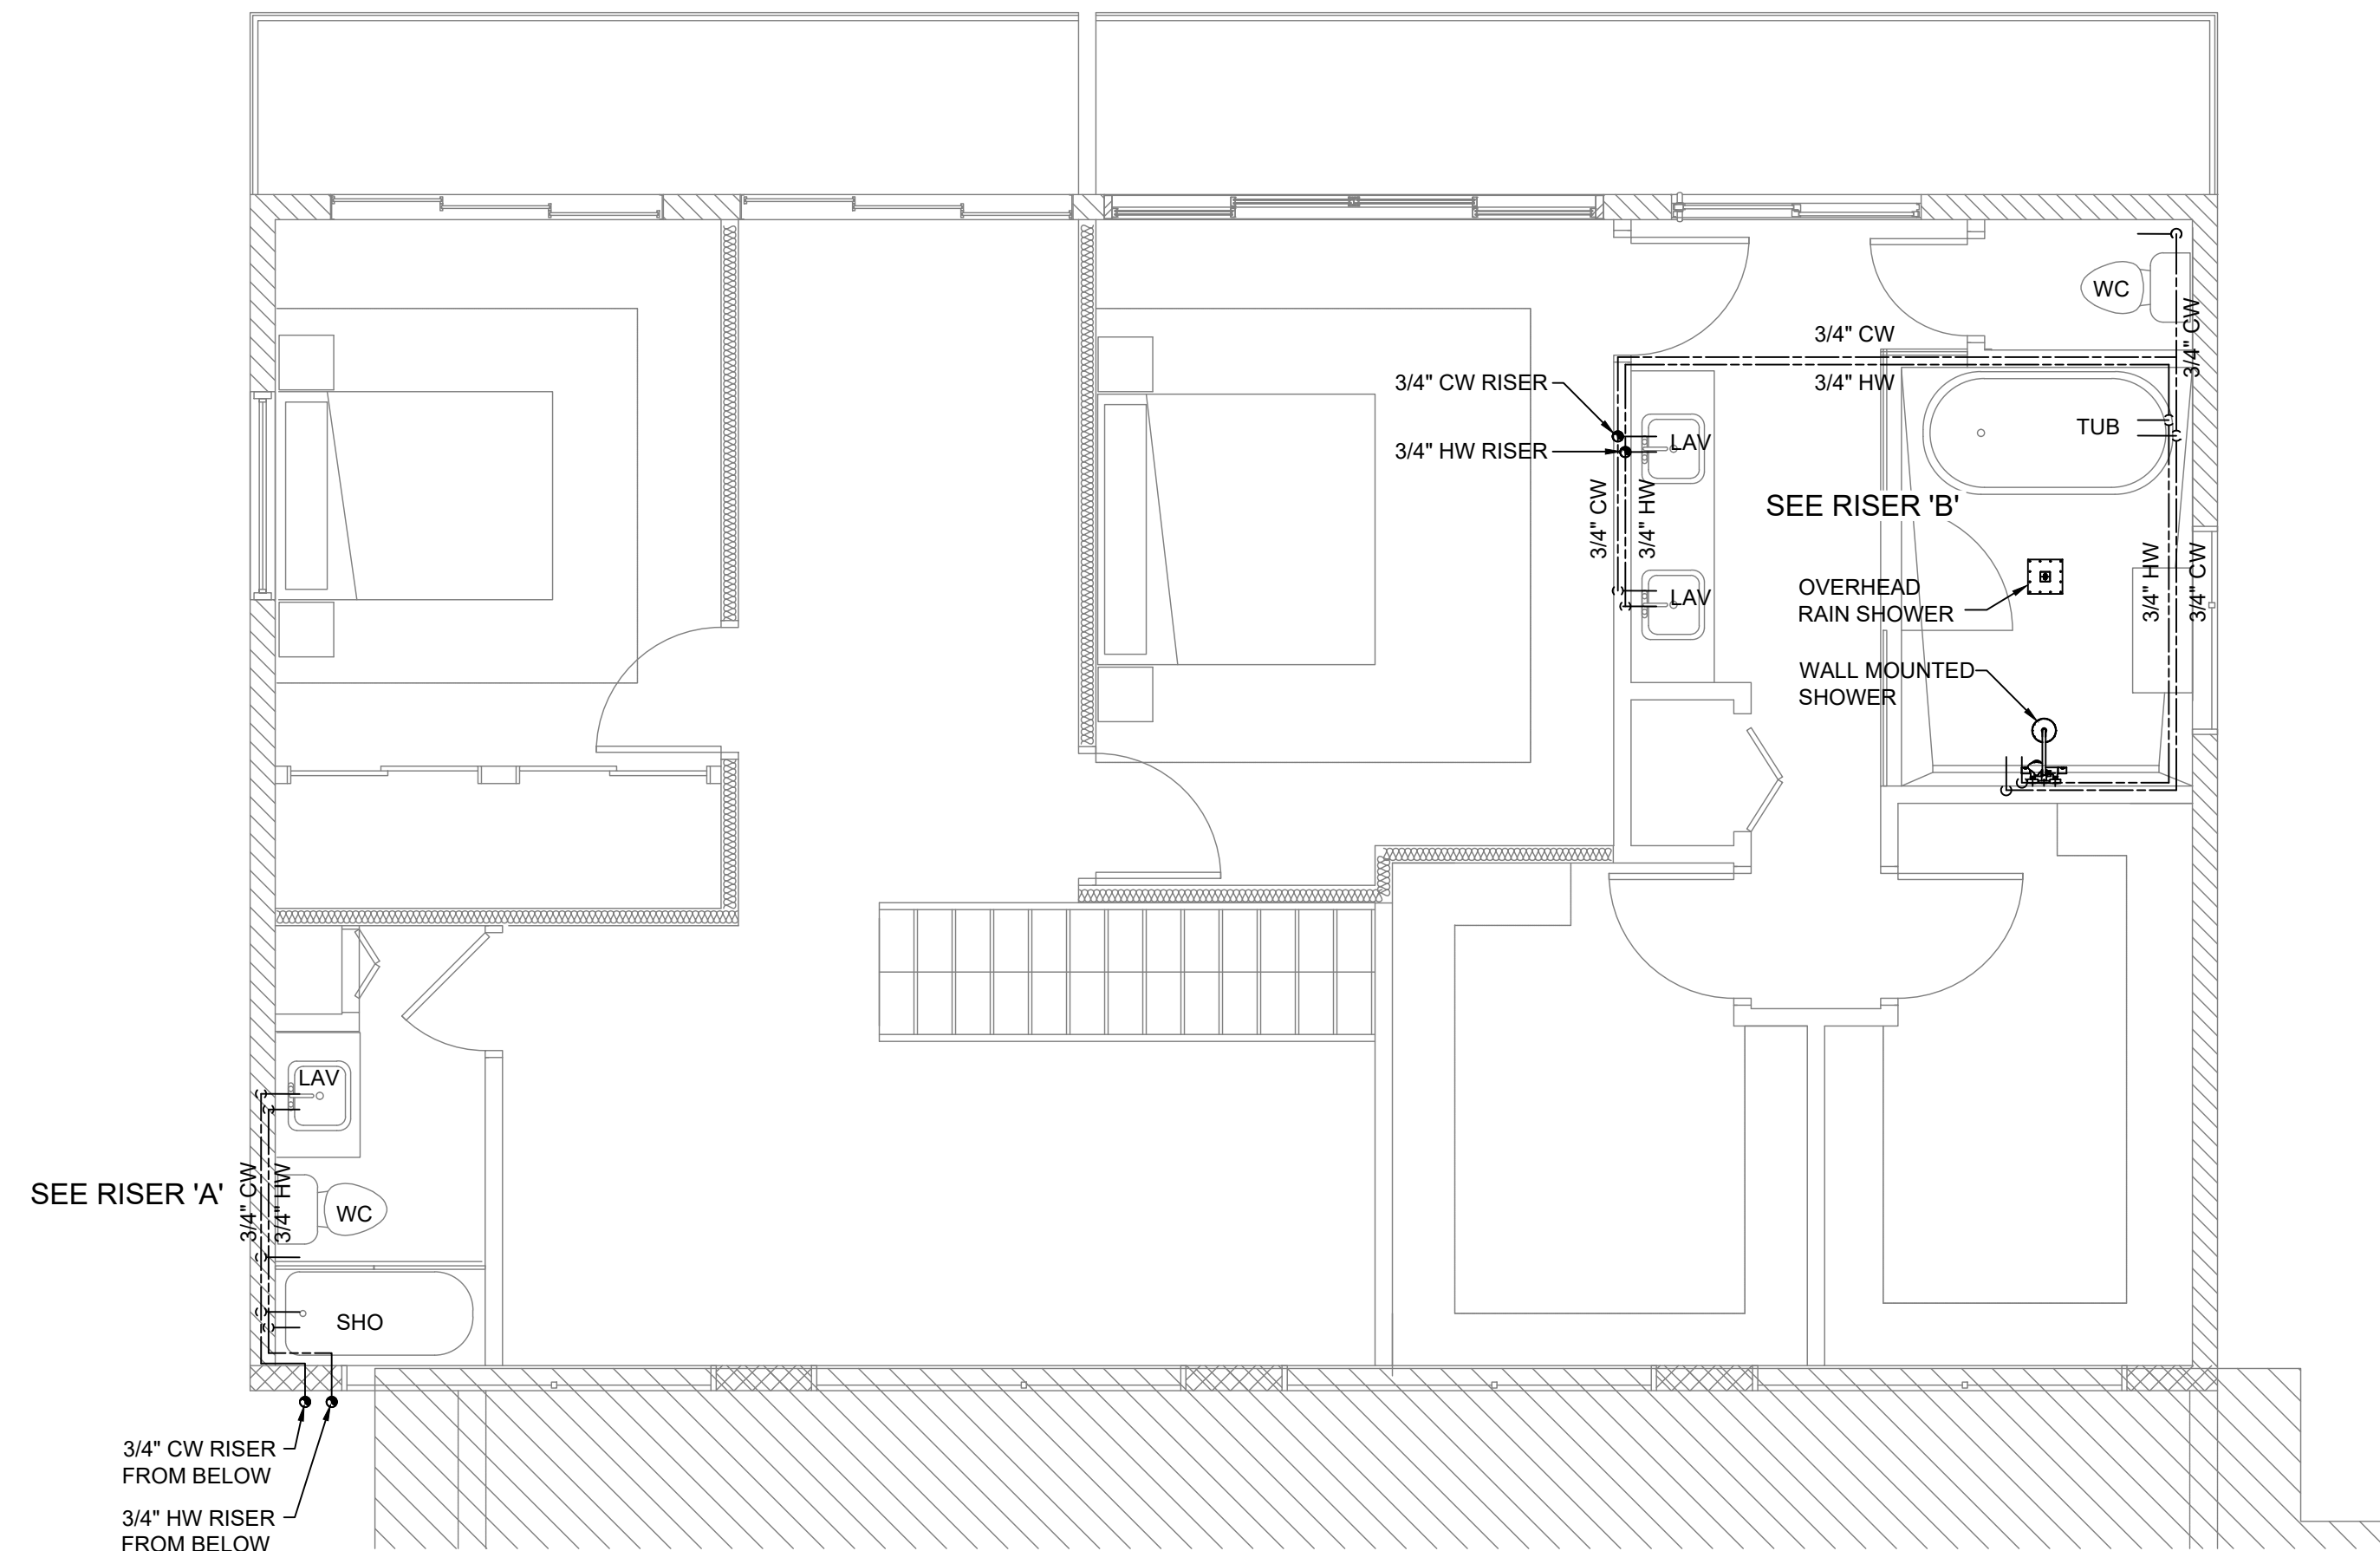 WC
3/4" CW
3/4" CW
3/4" HW
3/4" CW RISER
3/4" HW RISER
LAV
TUB
3/4" CW
3/4" HW
SEE RISER 'B'
LAV
OVERHEAD
RAIN SHOWER
3/4" HW
3/4" CW
WALL MOUNTED
SHOWER
LAV
SEE RISER 'A'
3/4" CW
3/4" HW
WC
SHO
3/4" CW RISER
FROM BELOW
3/4" HW RISER
FROM BELOW